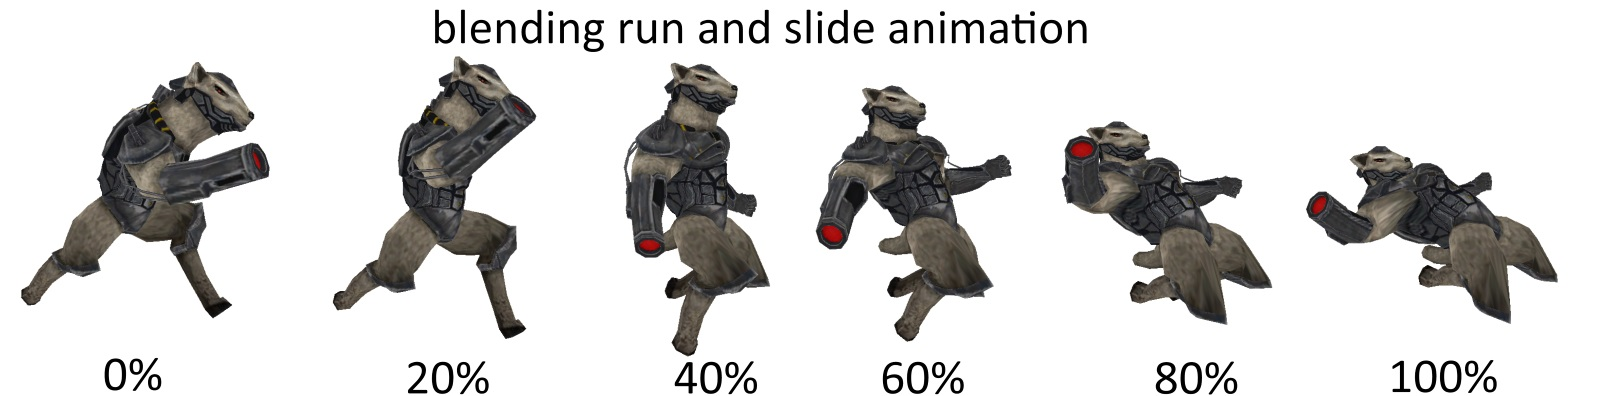 blending run and slide animation
0% 20% 40% 60% 80% 100%